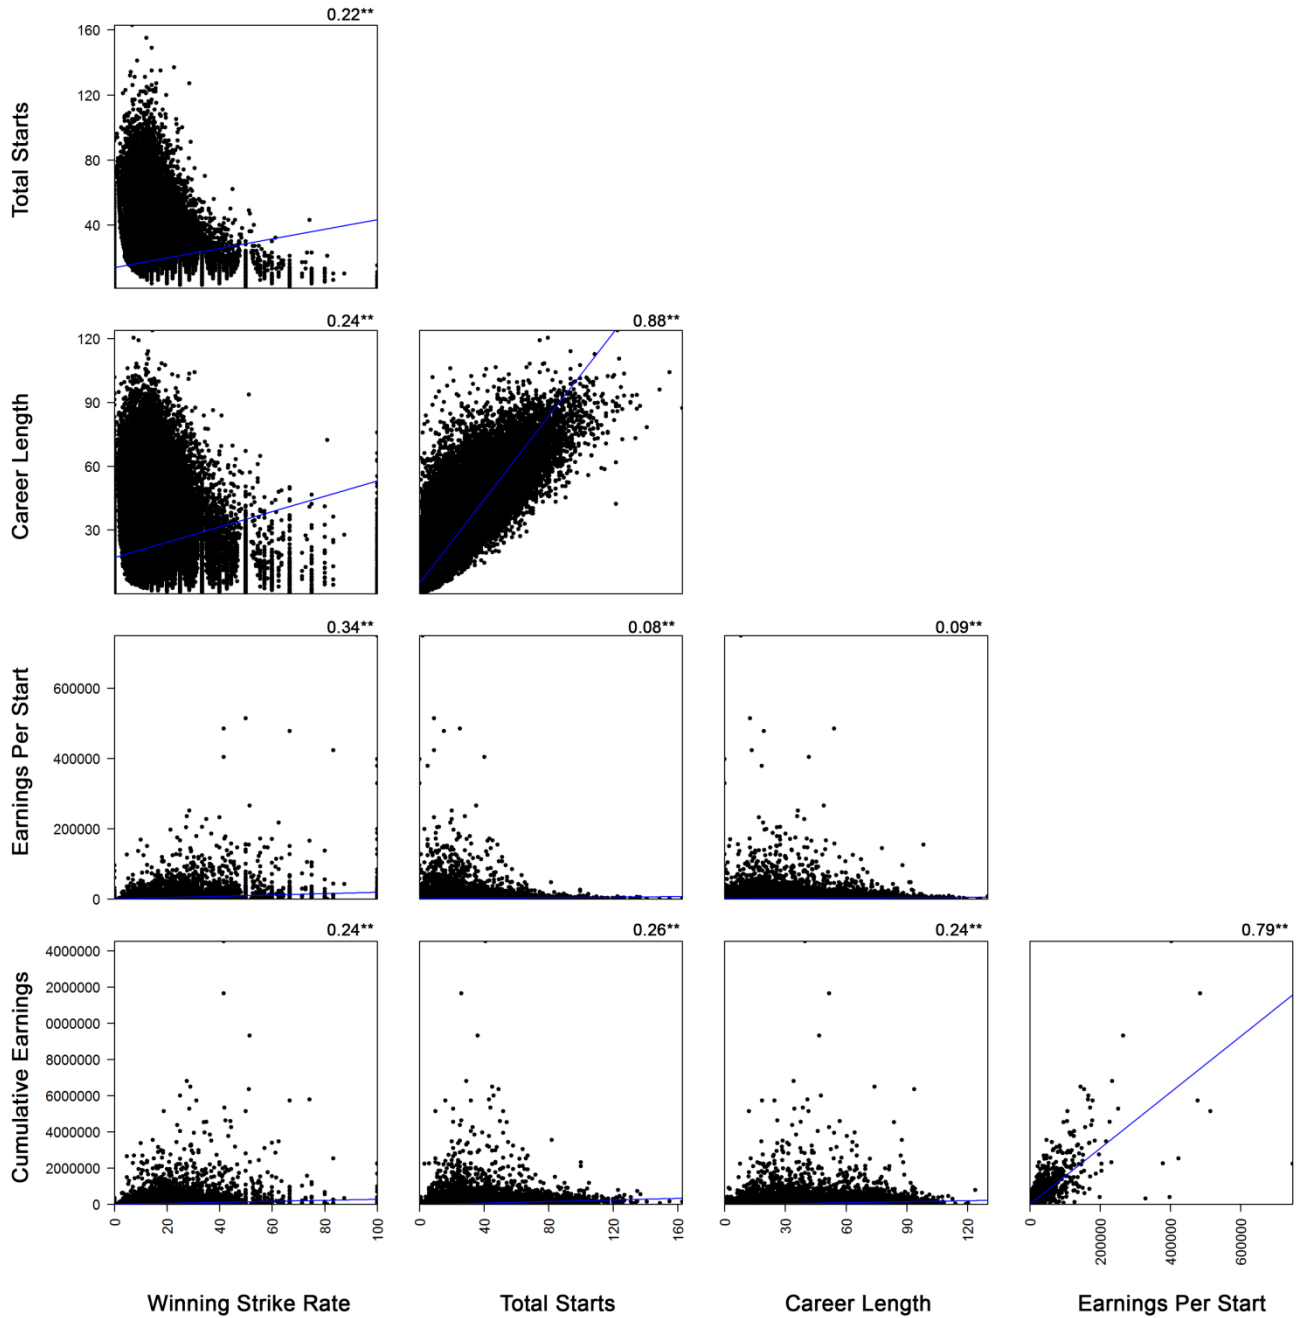 0.22**
160
120
80
40
Total Starts
0.24** 0.88**
120
90
60
30
Career Length
0.34** 0.08** 0.09**
600000
400000
200000
0
Earnings Per Start
0.24** 0.26** 0.24** 0.79**
4000000
2000000
0000000
8000000
6000000
4000000
2000000
0
Cumulative Earnings
0 20 40 60 80 100 0 40 80 120 160 0 30 60 90 120 0 200000 400000 600000
Winning Strike Rate Total Starts Career Length Earnings Per Start